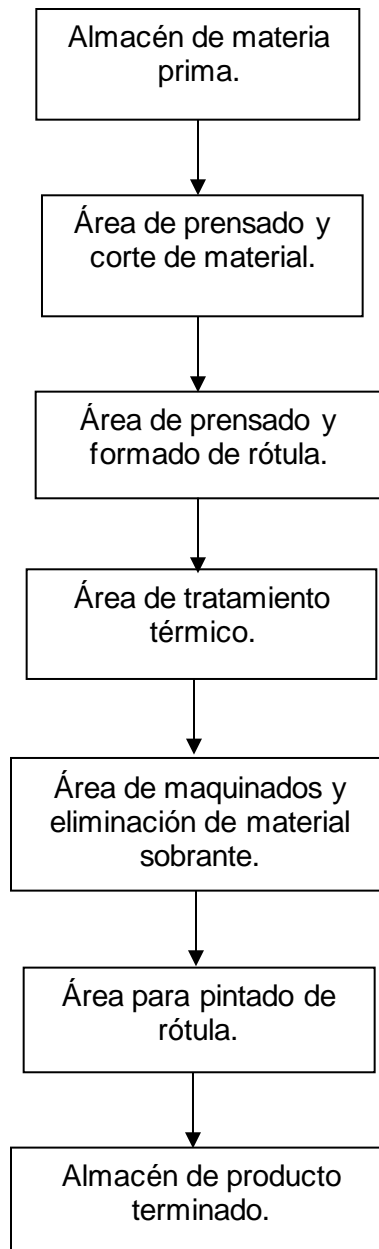 Almacén de materia
prima.
Área de prensado y
corte de material.
Área de prensado y
formado de rótula.
Área de tratamiento
térmico.
Área de maquinados y
eliminación de material
sobrante.
Área para pintado de
rótula.
Almacén de producto
terminado.